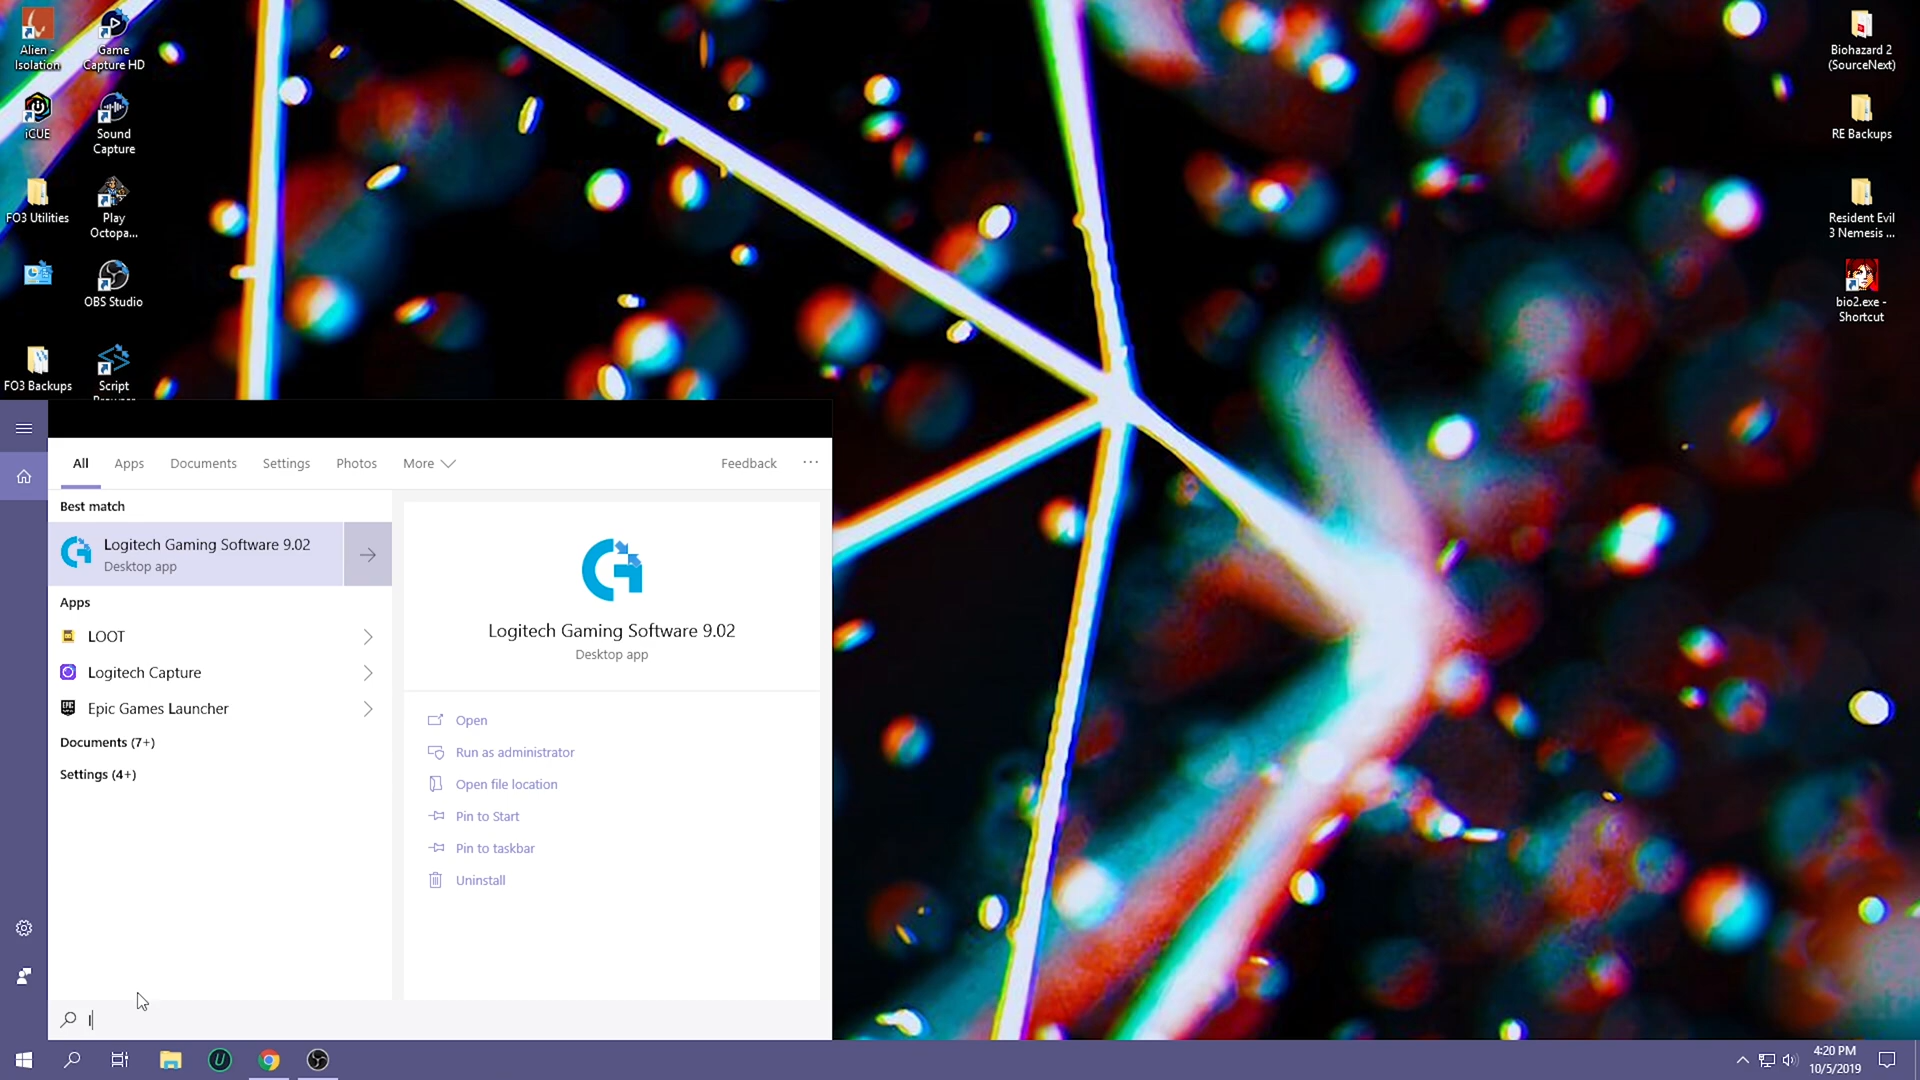 Alien -
Isolation
Game
Capture HD
iCUE
Sound
Capture
FO3 Utilities
Play
Octopa...
OBS Studio
FO3 Backups
Script
Biohazard 2
(SourceNext)
RE Backups
Resident Evil
3 Nemesis ...
bio2.exe -
Shortcut
All
Apps
Documents
Settings
Photos
More
Feedback
...
Best match
Logitech Gaming Software 9.02
Desktop app
Apps
LOOT
Logitech Capture
EPIC
Epic Games Launcher
Documents (7+)
Settings (4+)
Logitech Gaming Software 9.02
Desktop app
Open
Run as administrator
Open file location
Pin to Start
Pin to taskbar
Uninstall
l
4:20 PM
10/5/2019